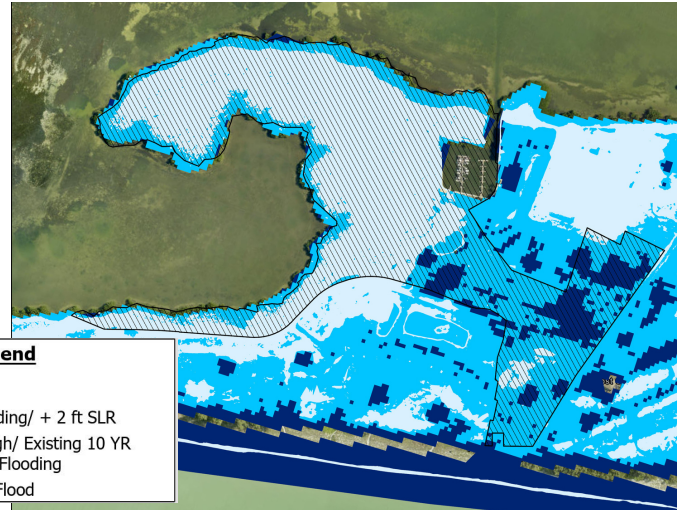 end
ding/ + 2 ft SLR
gh/ Existing 10 YR
Flooding
Flood